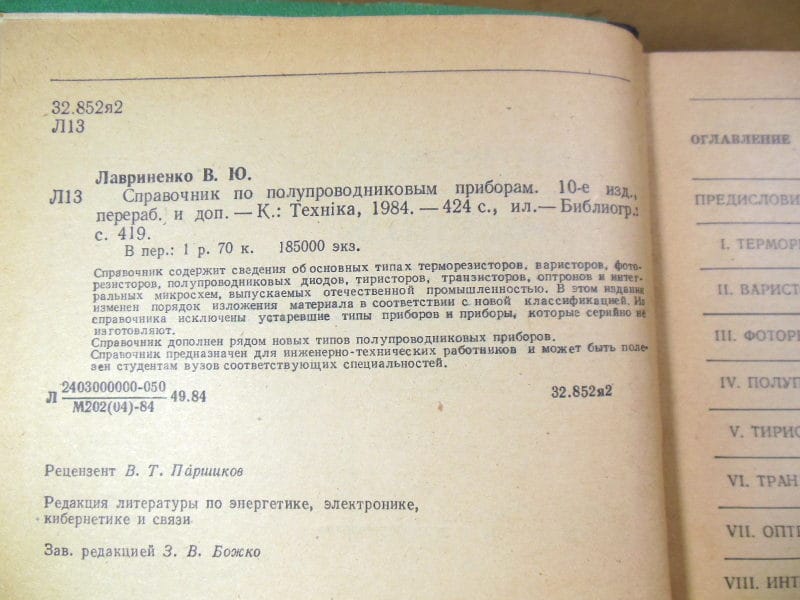 32.852я2
Л13
Лавриненко В. Ю.
Л13 Справочник по полупроводниковым приборам. 10-е изд.,
перераб. и доп. — К.: Технiка, 1984. — 424 с., ил.— Библиогр.:
с. 419.
В пер.: 1 р. 70 к. 185000 экз.
Справочник содержит сведения об основных типах терморезисторов, варисторов, фото-
резисторов, полупроводниковых диодов, тиристоров, транзисторов, оптронов и интег-
ральных микросхем, выпускаемых отечественной промышленностью. В этом издании
изменен порядок изложения материала в соответствии с новой классификацией. Из
справочника исключены устаревшие типы приборов и приборы, которые серийно не
изготовляют.
Справочник дополнен рядом новых типов полупроводниковых приборов.
Справочник предназначен для инженерно-технических работников и может быть поле-
зен студентам вузов соответствующих специальностей.
2403000000-050
Л 49.84 32.852я2
М202(04)-84
Рецензент В. Т. Паршиков
Редакция литературы по энергетике, электронике,
кибернетике и связи
Зав. редакцией З. В. Божко
ОГЛАВЛЕНИЕ
ПРЕДИСЛОВИ
I. ТЕРМОР
II. ВАРИСТ
III. ФОТОР
IV. ПОЛУП
V. ТИРИС
VI. ТРАН
VII. ОПТ
VIII. ИНТ